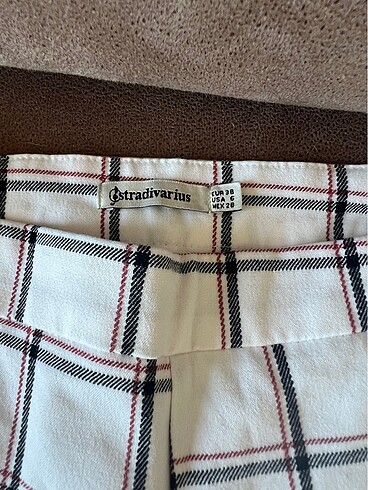 stradivarius
EUR 38
USA 6
MEX 28